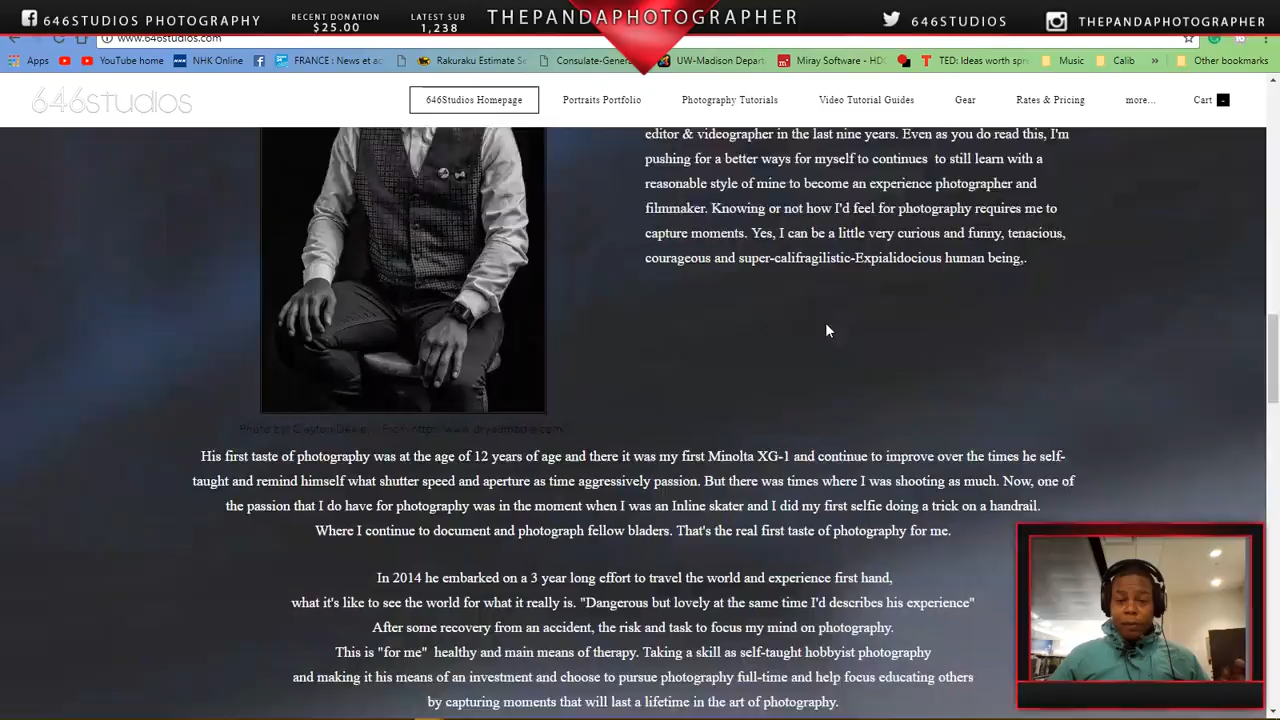 646STUDIOS PHOTOGRAPHY
RECENT DONATION
$25.00
LATEST SUB
1,238
THEPANDAPHOTOGRAPHER
646STUDIOS
THEPANDAPHOTOGRAPHER
www.646studios.com
Apps
YouTube home
NHK Online
FRANCE : News et ac
Rakuraku Estimate Se
Consulate-Gener
UW-Madison Depart
Miray Software - HDC
TED: Ideas worth spre
Music
Calib
»
Other bookmarks
646studios
646Studios Homepage
Portraits Portfolio
Photography Tutorials
Video Tutorial Guides
Gear
Rates & Pricing
more...
Cart
editor & videographer in the last nine years. Even as you do read this, I'm
pushing for a better ways for myself to continues to still learn with a
reasonable style of mine to become an experience photographer and
filmmaker. Knowing or not how I'd feel for photography requires me to
capture moments. Yes, I can be a little very curious and funny, tenacious,
courageous and super-califragilistic-Expialidocious human being,.
His first taste of photography was at the age of 12 years of age and there it was my first Minolta XG-1 and continue to improve over the times he self-
taught and remind himself what shutter speed and aperture as time aggressively passion. But there was times where I was shooting as much. Now, one of
the passion that I do have for photography was in the moment when I was an Inline skater and I did my first selfie doing a trick on a handrail.
Where I continue to document and photograph fellow bladers. That's the real first taste of photography for me.
In 2014 he embarked on a 3 year long effort to travel the world and experience first hand,
what it's like to see the world for what it really is. "Dangerous but lovely at the same time I'd describes his experience"
After some recovery from an accident, the risk and task to focus my mind on photography.
This is "for me" healthy and main means of therapy. Taking a skill as self-taught hobbyist photography
and making it his means of an investment and choose to pursue photography full-time and help focus educating others
by capturing moments that will last a lifetime in the art of photography.